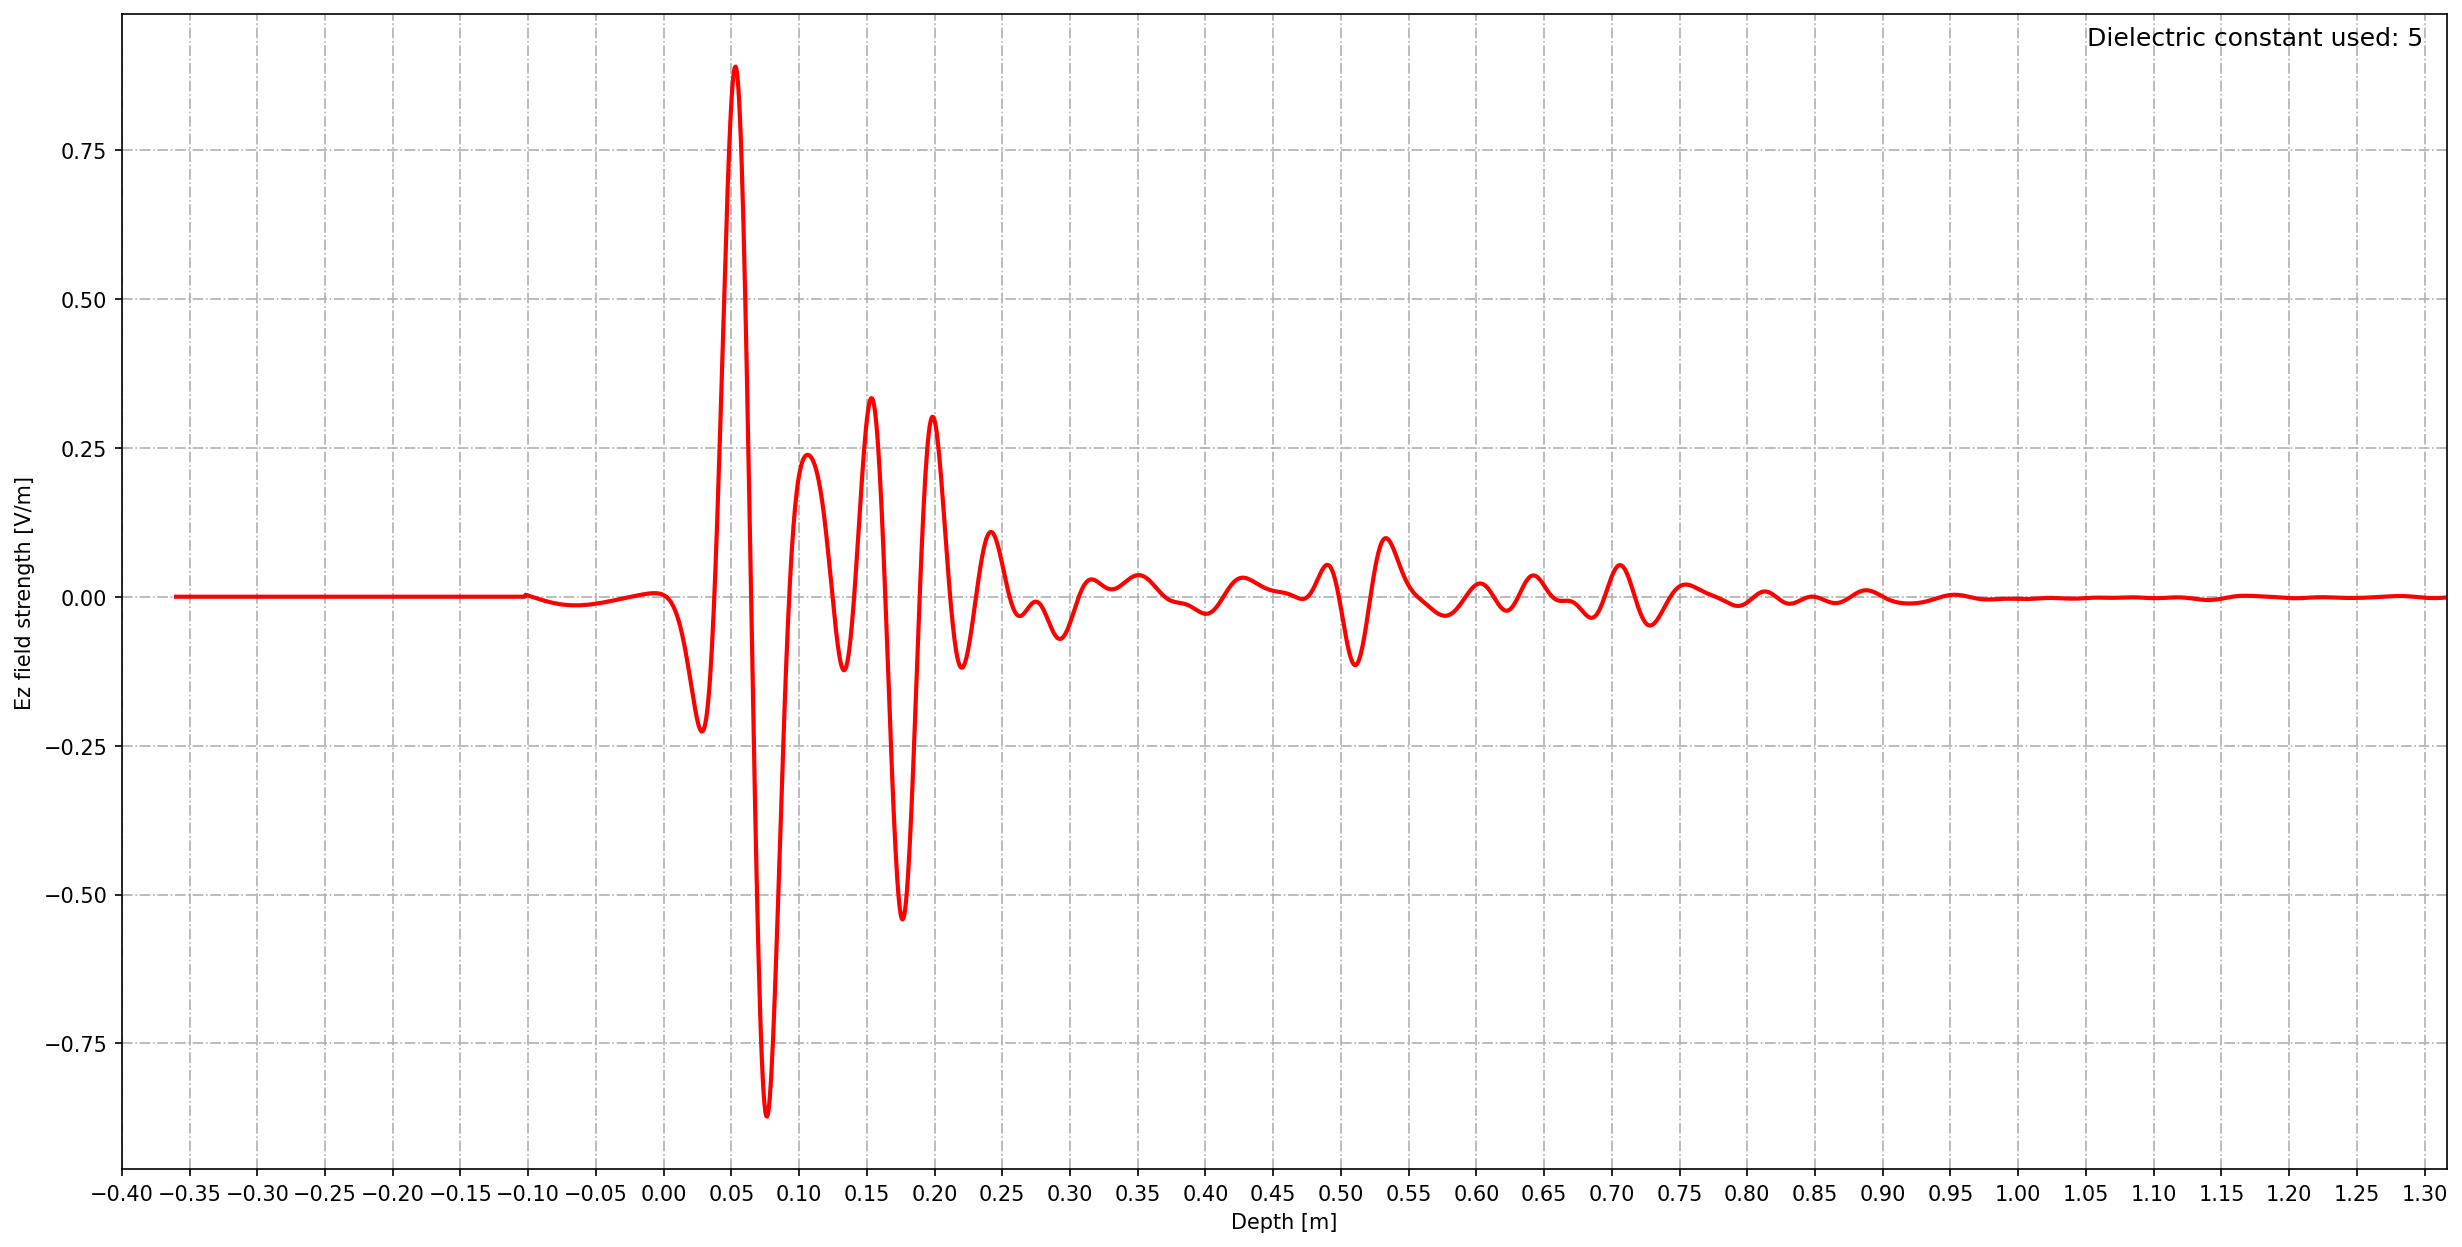 Dielectric constant used: 5
Ez field strength [V/m]
0.75
0.50
0.25
0.00
−0.25
−0.50
−0.75
−0.40 −0.35 −0.30 −0.25 −0.20 −0.15 −0.10 −0.05 0.00 0.05 0.10 0.15 0.20 0.25 0.30 0.35 0.40 0.45 0.50 0.55 0.60 0.65 0.70 0.75 0.80 0.85 0.90 0.95 1.00 1.05 1.10 1.15 1.20 1.25 1.30
Depth [m]